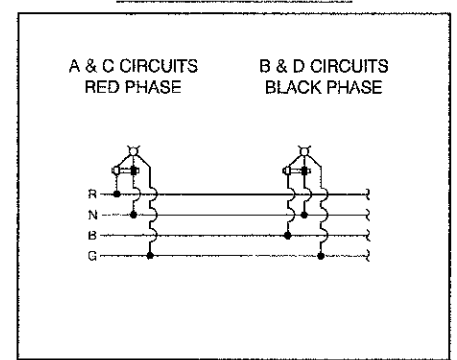 A & C CIRCUITS
RED PHASE
B & D CIRCUITS
BLACK PHASE
R
N
B
G